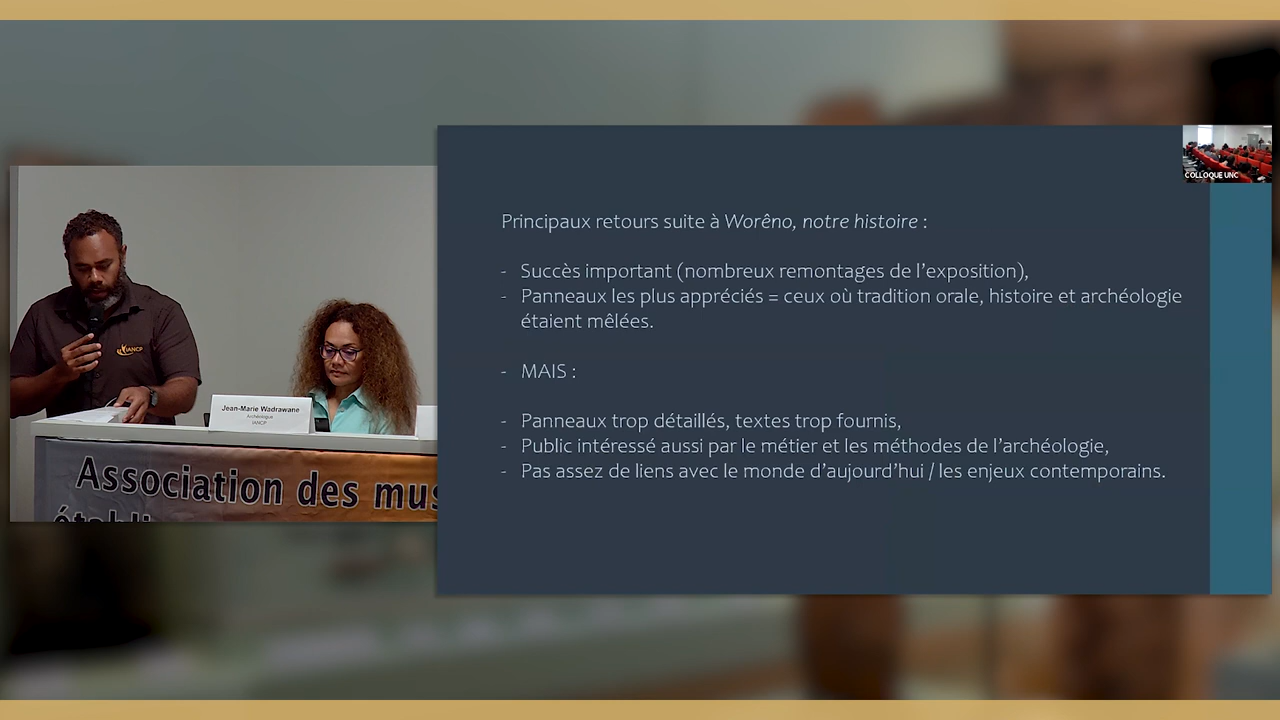 IANCP
Jean-Marie Wadrawane
Archéologue
IANCP
Association des mus
établi
COLLOQUE UNC
Principaux retours suite à Worêno, notre histoire :
- Succès important (nombreux remontages de l'exposition),
- Panneaux les plus appréciés = ceux où tradition orale, histoire et archéologie
étaient mêlées.
- MAIS :
- Panneaux trop détaillés, textes trop fournis,
- Public intéressé aussi par le métier et les méthodes de l'archéologie,
- Pas assez de liens avec le monde d'aujourd'hui / les enjeux contemporains.